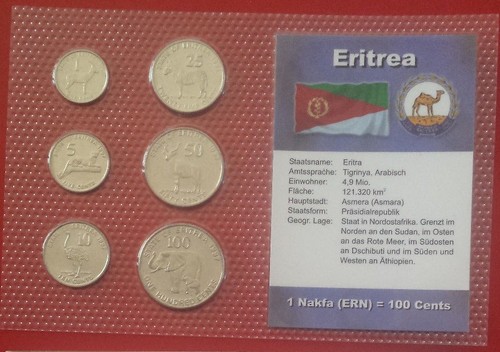 Eritrea
Staatsname: Eritra
Amtssprache: Tigrinya, Arabisch
Einwohner: 4,9 Mio.
Fläche: 121.320 km²
Hauptstadt: Asmera (Asmara)
Staatsform: Präsidialrepublik
Geogr. Lage: Staat in Nordostafrika. Grenzt im
Norden an den Sudan, im Osten
an das Rote Meer, im Südosten
an Dschibuti und im Süden und
Westen an Äthiopien.
1 Nakfa (ERN) = 100 Cents
1
25
5
50
10
100